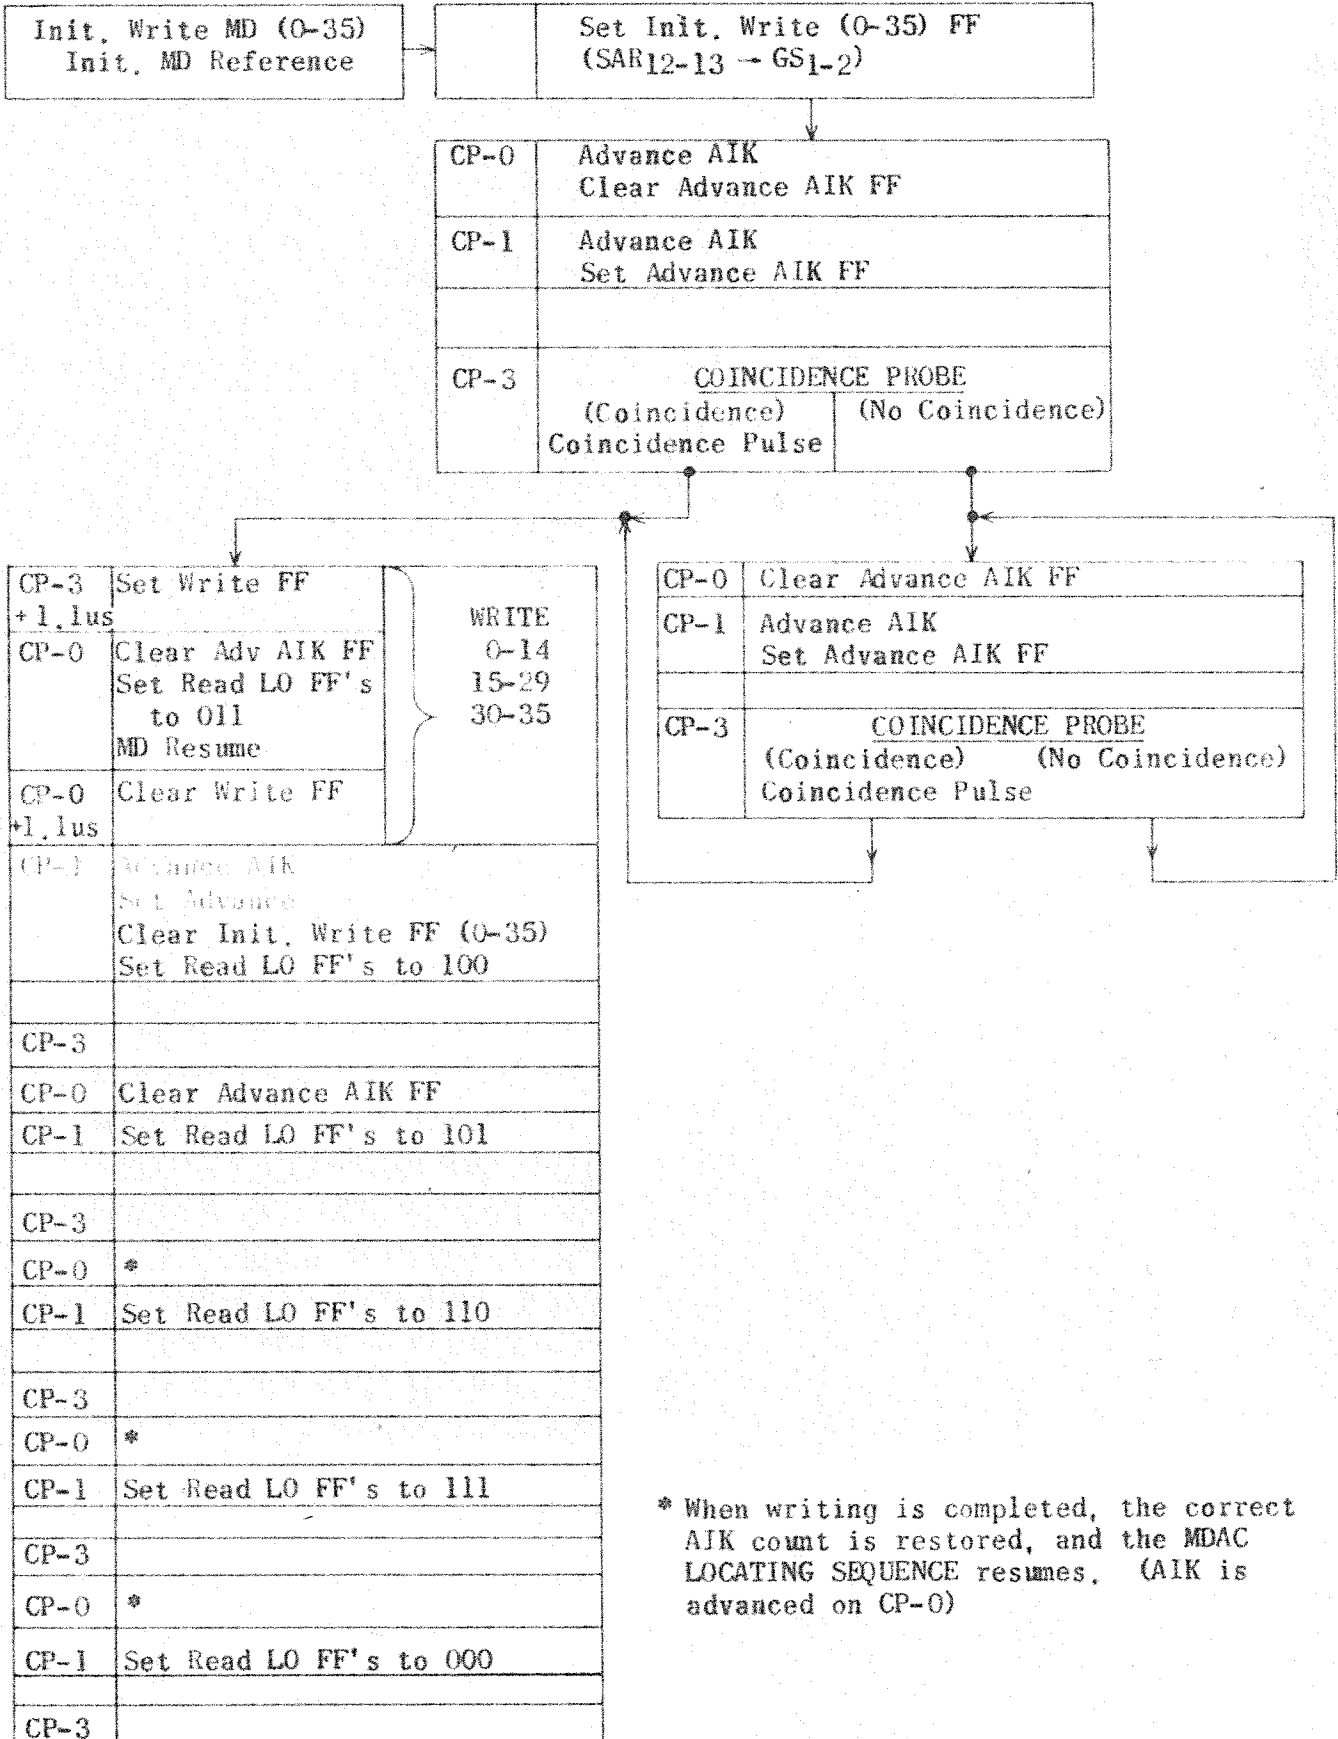 Init. Write MD (0-35)
Init. MD Reference
Set Init. Write (0-35) FF
(SAR12-13 → GS1-2)
CP-0 Advance AIK
Clear Advance AIK FF
CP-1 Advance AIK
Set Advance AIK FF
CP-3 COINCIDENCE PROBE
(Coincidence) (No Coincidence)
Coincidence Pulse
CP-3 Set Write FF
+1.1us
CP-0 Clear Adv AIK FF
Set Read LO FF's
to 011
MD Resume
CP-0 Clear Write FF
+1.1us
WRITE
0-14
15-29
30-35
CP-1 Advance AIK
Set Advance
Clear Init. Write FF (0-35)
Set Read LO FF's to 100
CP-3
CP-0 Clear Advance AIK FF
CP-1 Set Read LO FF's to 101
CP-3
CP-0 *
CP-1 Set Read LO FF's to 110
CP-3
CP-0 *
CP-1 Set Read LO FF's to 111
CP-3
CP-0 *
CP-1 Set Read LO FF's to 000
CP-3
CP-0 Clear Advance AIK FF
CP-1 Advance AIK
Set Advance AIK FF
CP-3 COINCIDENCE PROBE
(Coincidence) (No Coincidence)
Coincidence Pulse
* When writing is completed, the correct
AIK count is restored, and the MDAC
LOCATING SEQUENCE resumes. (AIK is
advanced on CP-0)